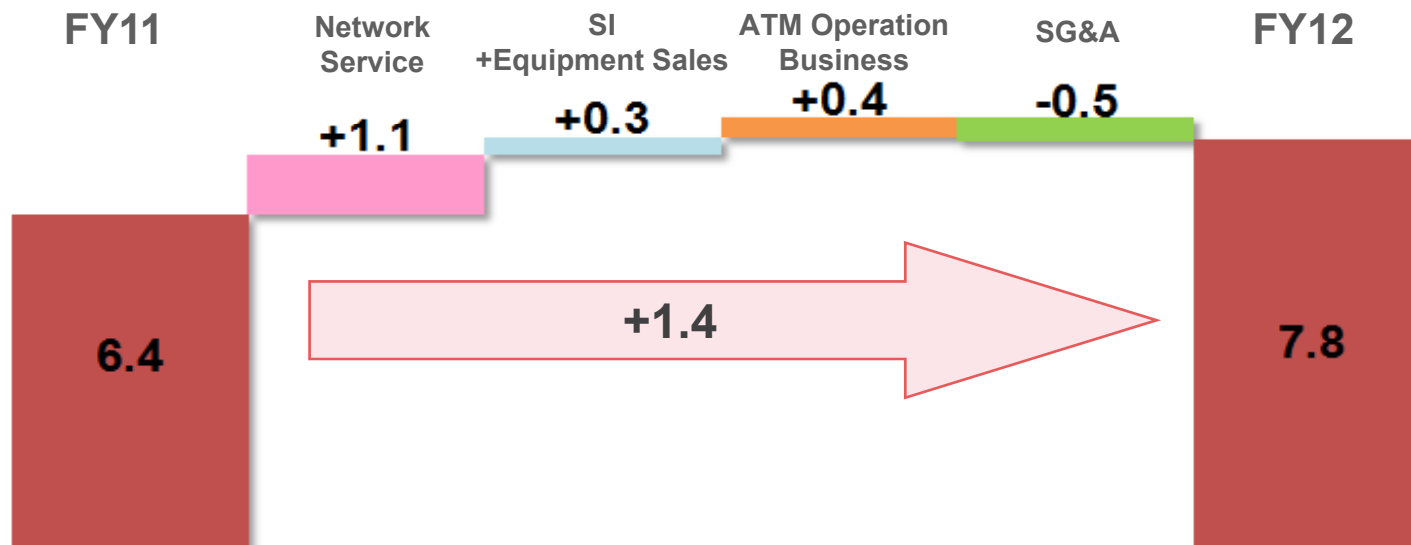 FY11
Network
Service
SI
+Equipment Sales
ATM Operation
Business
SG&A
FY12
+1.1
+0.3
+0.4
-0.5
+1.4
6.4
7.8